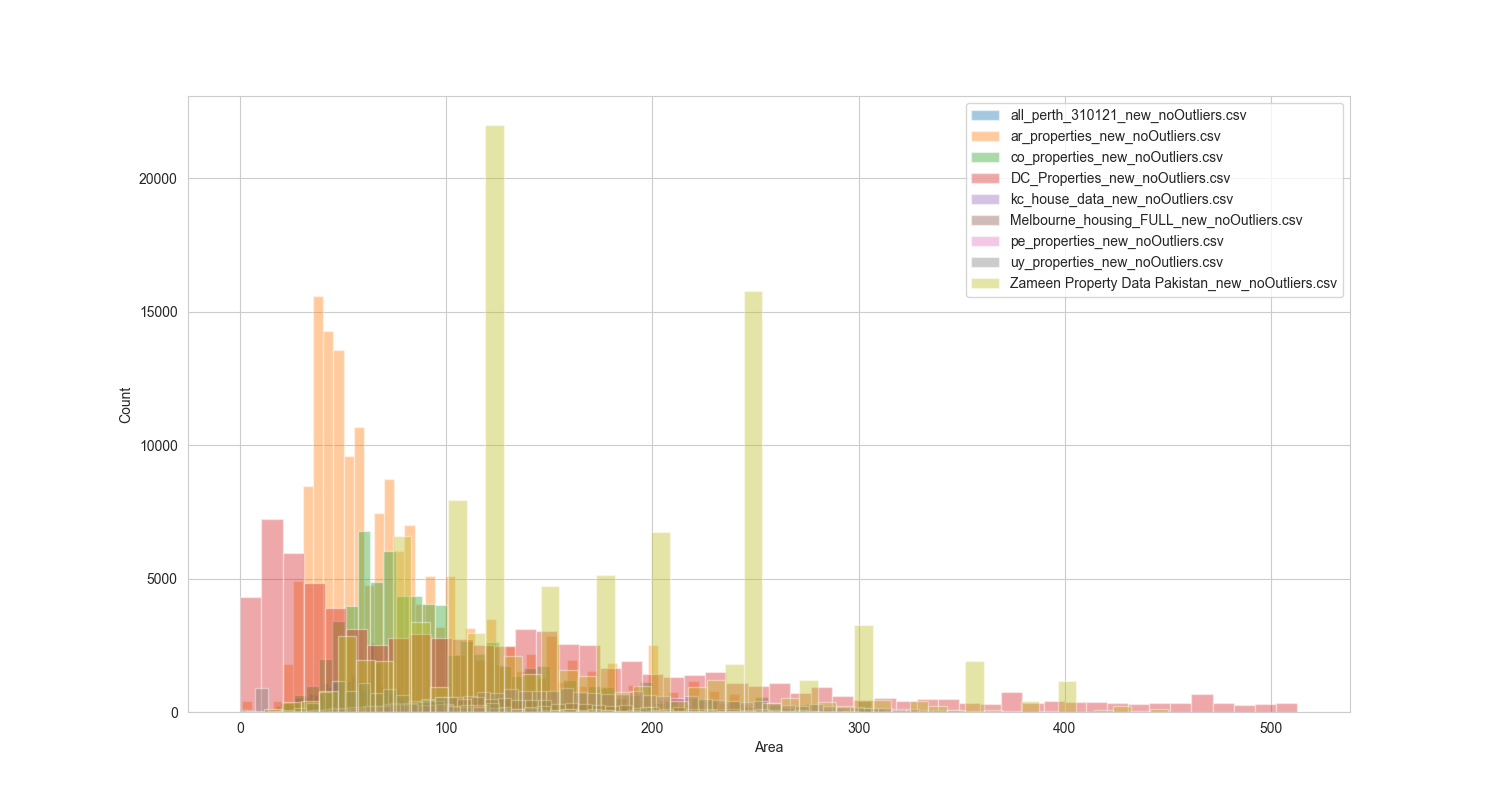 all_perth_310121_new_noOutliers.csv
ar_properties_new_noOutliers.csv
co_properties_new_noOutliers.csv
DC_Properties_new_noOutliers.csv
kc_house_data_new_noOutliers.csv
Melbourne_housing_FULL_new_noOutliers.csv
pe_properties_new_noOutliers.csv
uy_properties_new_noOutliers.csv
Zameen Property Data Pakistan_new_noOutliers.csv
20000
15000
10000
5000
0
Count
0 100 200 300 400 500
Area